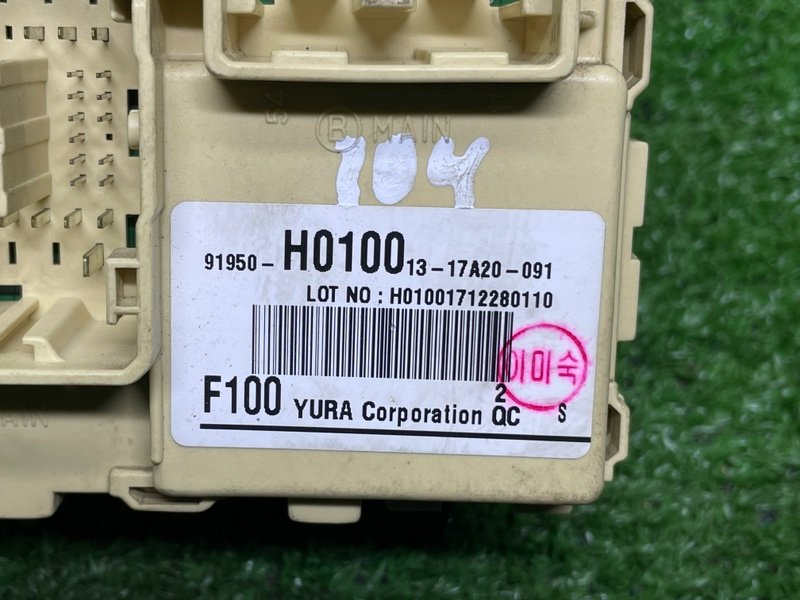 B MAIN
104
91950- H0100 13-17A20-091
LOT NO : H01001712280110
이미숙
2
F100 YURA Corporation QC S